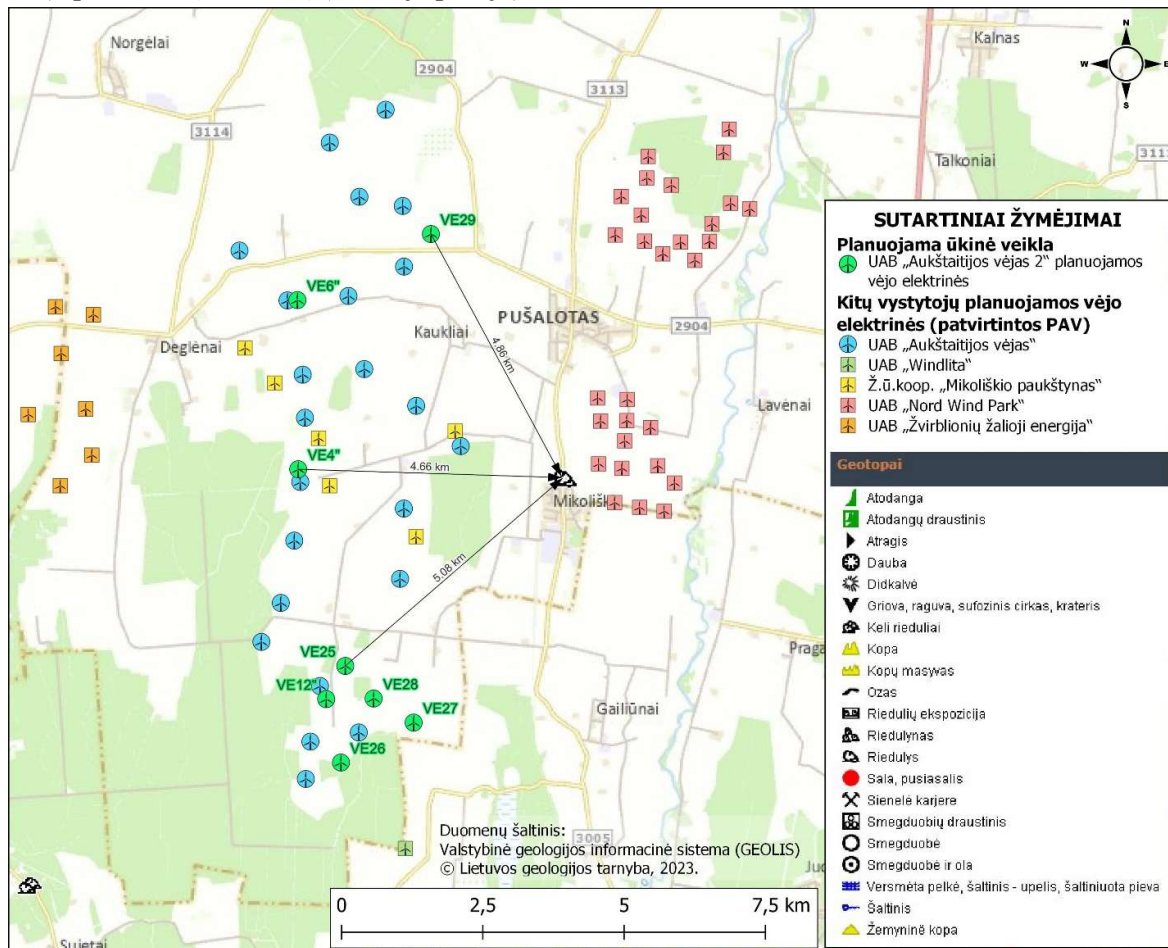 Norgėlai
2904
3113
Kalnas
N
W
E
S
3114
Talkoniai
VE29
VE6"
PUŠALOTAS
2904
Kaukliai
Deglėnai
4.86 km
Lavėnai
VE4"
4.66 km
5.08 km
VE25
VE12"
VE28
VE27
VE26
Gailiūnai
3005
Sujetai
SUTARTINIAI ŽYMĖJIMAI
Planuojama ūkinė veikla
UAB „Aukštaitijos vėjas 2" planuojamos
vėjo elektrinės
Kitų vystytojų planuojamos vėjo
elektrinės (patvirtintos PAV)
UAB „Aukštaitijos vėjas"
UAB „Windlita"
Ž.ū.koop. „Mikoliškio paukštynas"
UAB „Nord Wind Park"
UAB „Žvirblionių žalioji energija"
Geotopai
Atodanga
Atodangų draustinis
Atragis
Dauba
Didkalvė
Griova, raguva, sufozinis cirkas, krateris
Keli rieduliai
Kopa
Kopų masyvas
Ozas
Riedulių ekspozicija
Riedulynas
Riedulys
Sala, pusiasalis
Sienelė karjere
Smegduobių draustinis
Smegduobė
Smegduobė ir ola
Versmėta pelkė, šaltinis - upelis, šaltiniuota pieva
Šaltinis
Žemyninė kopa
Duomenų šaltinis:
Valstybinė geologijos informacinė sistema (GEOLIS)
© Lietuvos geologijos tarnyba, 2023.
0 2,5 5 7,5 km